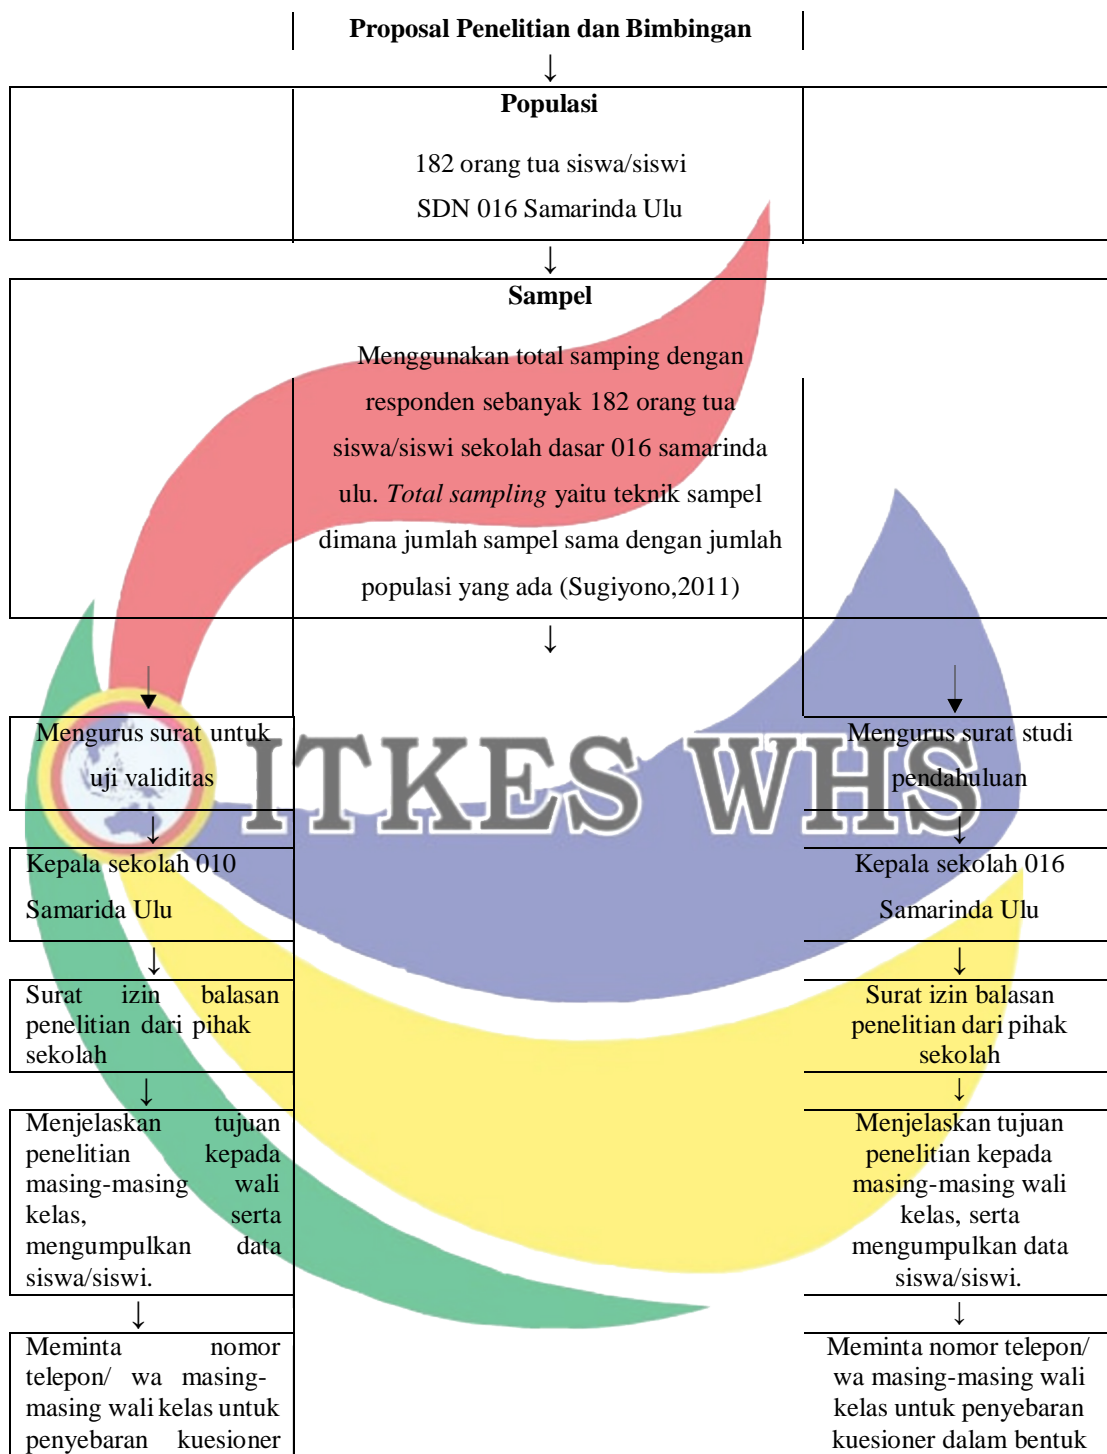 Proposal Penelitian dan Bimbingan
↓
Populasi
182 orang tua siswa/siswi
SDN 016 Samarinda Ulu
↓
Sampel
Menggunakan total samping dengan
responden sebanyak 182 orang tua
siswa/siswi sekolah dasar 016 samarinda
ulu. Total sampling yaitu teknik sampel
dimana jumlah sampel sama dengan jumlah
populasi yang ada (Sugiyono,2011)
↓
ITKES WHS
Mengurus surat untuk
uji validitas
↓
Kepala sekolah 010
Samarida Ulu
↓
Surat izin balasan
penelitian dari pihak
sekolah
↓
Menjelaskan tujuan
penelitian kepada
masing-masing wali
kelas, serta
mengumpulkan data
siswa/siswi.
↓
Meminta nomor
telepon/ wa masing-
masing wali kelas untuk
penyebaran kuesioner
Mengurus surat studi
pendahuluan
↓
Kepala sekolah 016
Samarinda Ulu
↓
Surat izin balasan
penelitian dari pihak
sekolah
↓
Menjelaskan tujuan
penelitian kepada
masing-masing wali
kelas, serta
mengumpulkan data
siswa/siswi.
↓
Meminta nomor telepon/
wa masing-masing wali
kelas untuk penyebaran
kuesioner dalam bentuk